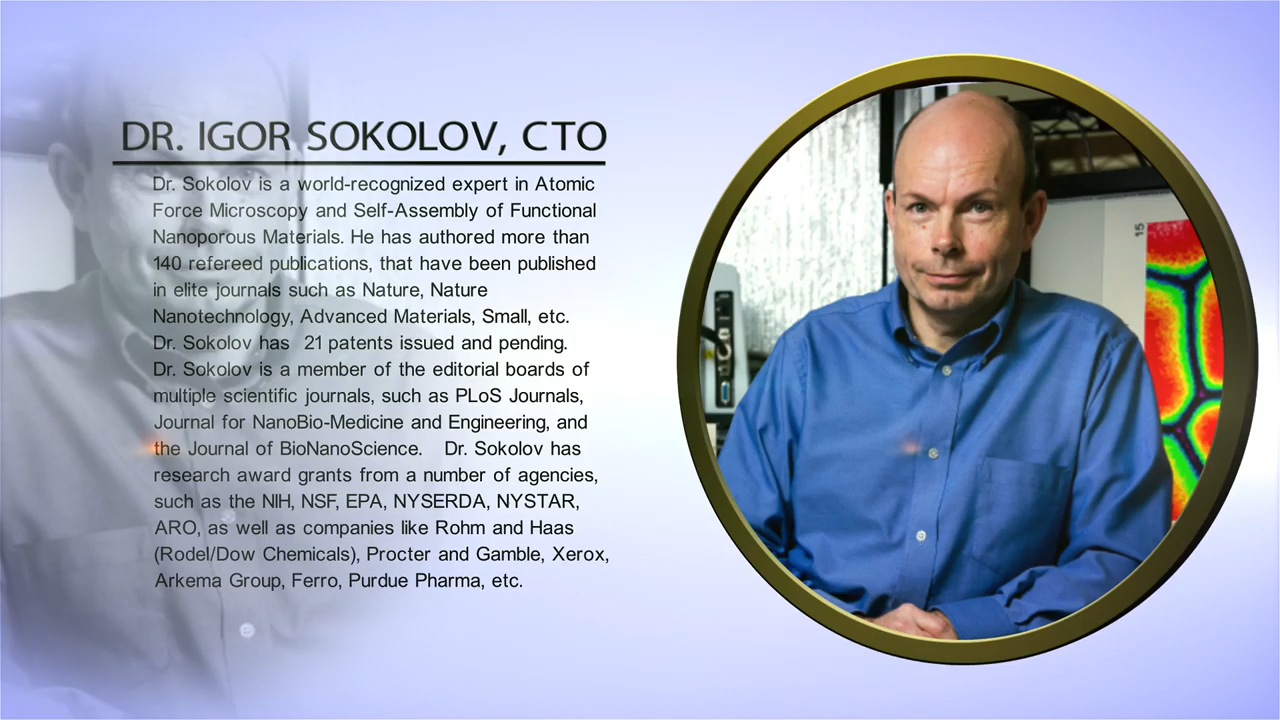 DR. IGOR SOKOLOV, CTO
Dr. Sokolov is a world-recognized expert in Atomic
Force Microscopy and Self-Assembly of Functional
Nanoporous Materials. He has authored more than
140 refereed publications, that have been published
in elite journals such as Nature, Nature
Nanotechnology, Advanced Materials, Small, etc.
Dr. Sokolov has  21 patents issued and pending.
Dr. Sokolov is a member of the editorial boards of
multiple scientific journals, such as PLoS Journals,
Journal for NanoBio-Medicine and Engineering, and
the Journal of BioNanoScience.   Dr. Sokolov has
research award grants from a number of agencies,
such as the NIH, NSF, EPA, NYSERDA, NYSTAR,
ARO, as well as companies like Rohm and Haas
(Rodel/Dow Chemicals), Procter and Gamble, Xerox,
Arkema Group, Ferro, Purdue Pharma, etc.
15